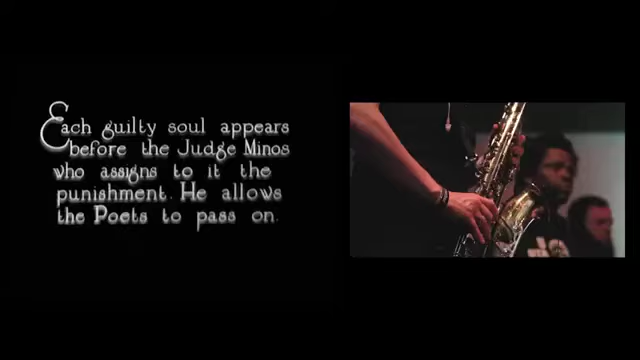 Each guilty soul appears
before the Judge Minos
who assigns to it the
punishment. He allows
the Poets to pass on.